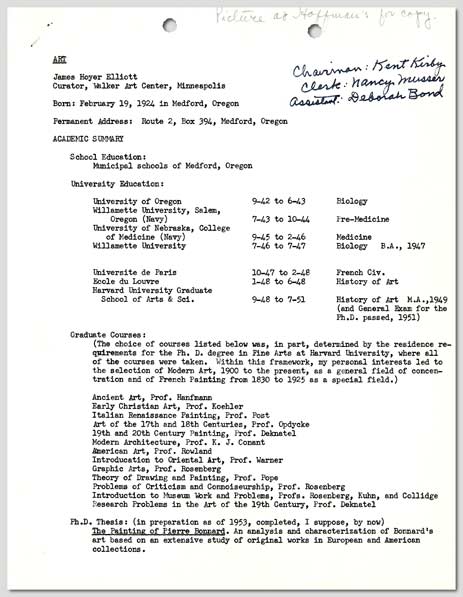 Picture at Hoffman's for copy.
ART
Chairman: Kent Kirby
Clerk: Nancy Musser
Assistant: Deborah Bond
James Hoyer Elliott
Curator, Walker Art Center, Minneapolis
Born: February 19, 1924 in Medford, Oregon
Permanent Address: Route 2, Box 394, Medford, Oregon
ACADEMIC SUMMARY
School Education:
Municipal schools of Medford, Oregon
University Education:
University of Oregon 9-42 to 6-43 Biology
Willamette University, Salem,
Oregon (Navy) 7-43 to 10-44 Pre-Medicine
University of Nebraska, College
of Medicine (Navy) 9-45 to 2-46 Medicine
Willamette University 7-46 to 7-47 Biology B.A., 1947
Universite de Paris 10-47 to 2-48 French Civ.
Ecole du Louvre 1-48 to 6-48 History of Art
Harvard University Graduate
School of Arts & Sci. 9-48 to 7-51 History of Art M.A.,1949
(and General Exam for the
Ph.D. passed, 1951)
Graduate Courses:
(The choice of courses listed below was, in part, determined by the residence re-
quirements for the Ph. D. degree in Fine Arts at Harvard University, where all
of the courses were taken. Within this framework, my personal interests led to
the selection of Modern Art, 1900 to the present, as a general field of concen-
tration and of French Painting from 1830 to 1925 as a special field.)
Ancient Art, Prof. Hanfmann
Early Christian Art, Prof. Koehler
Italian Renaissance Painting, Prof. Post
Art of the 17th and 18th Centuries, Prof. Opdycke
19th and 20th Century Painting, Prof. Deknatel
Modern Architecture, Prof. K. J. Conant
American Art, Prof. Rowland
Introducation to Oriental Art, Prof. Warner
Graphic Arts, Prof. Rosenberg
Theory of Drawing and Painting, Prof. Pope
Problems of Criticism and Connoiseurship, Prof. Rosenberg
Introduction to Museum Work and Problems, Profs. Rosenberg, Kuhn, and Collidge
Research Problems in the Art of the 19th Century, Prof. Deknatel
Ph.D. Thesis: (in preparation as of 1953, completed, I suppose, by now)
The Painting of Pierre Bonnard. An analysis and characterization of Bonnard's
art based on an extensive study of original works in European and American
collections.